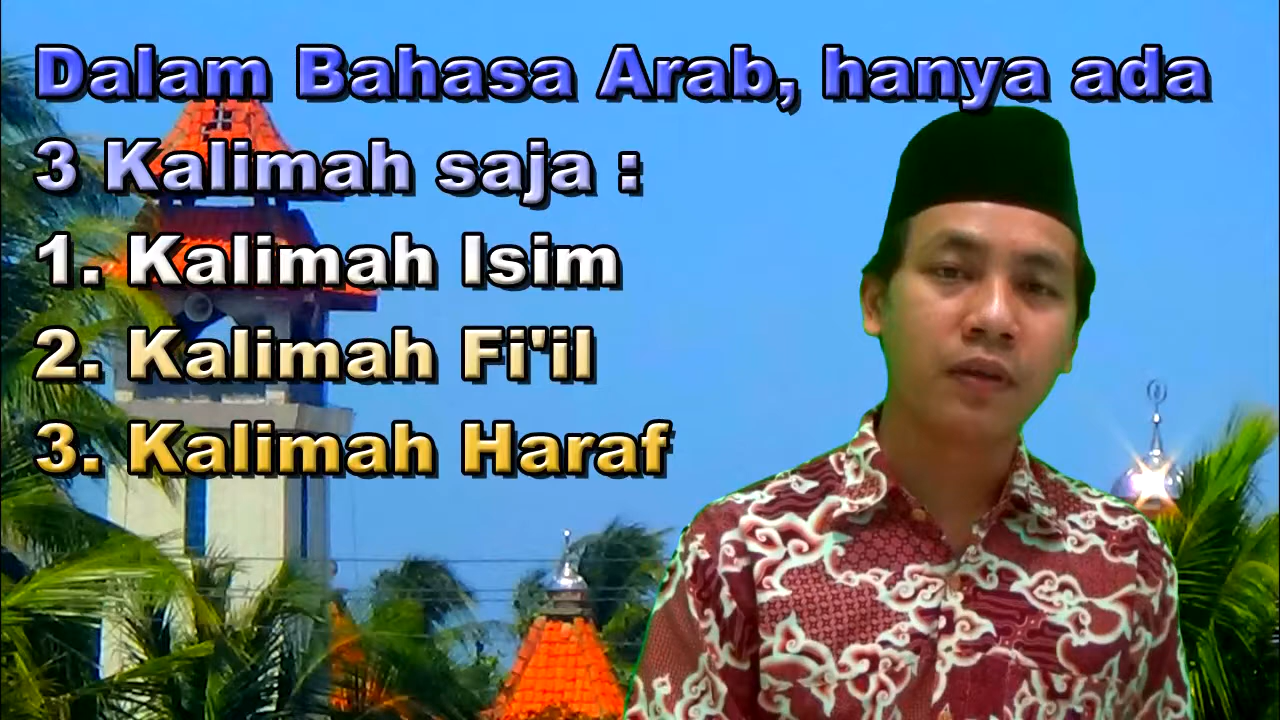 Dalam Bahasa Arab, hanya ada
3 Kalimah saja :
1. Kalimah Isim
2. Kalimah Fi'il
3. Kalimah Haraf